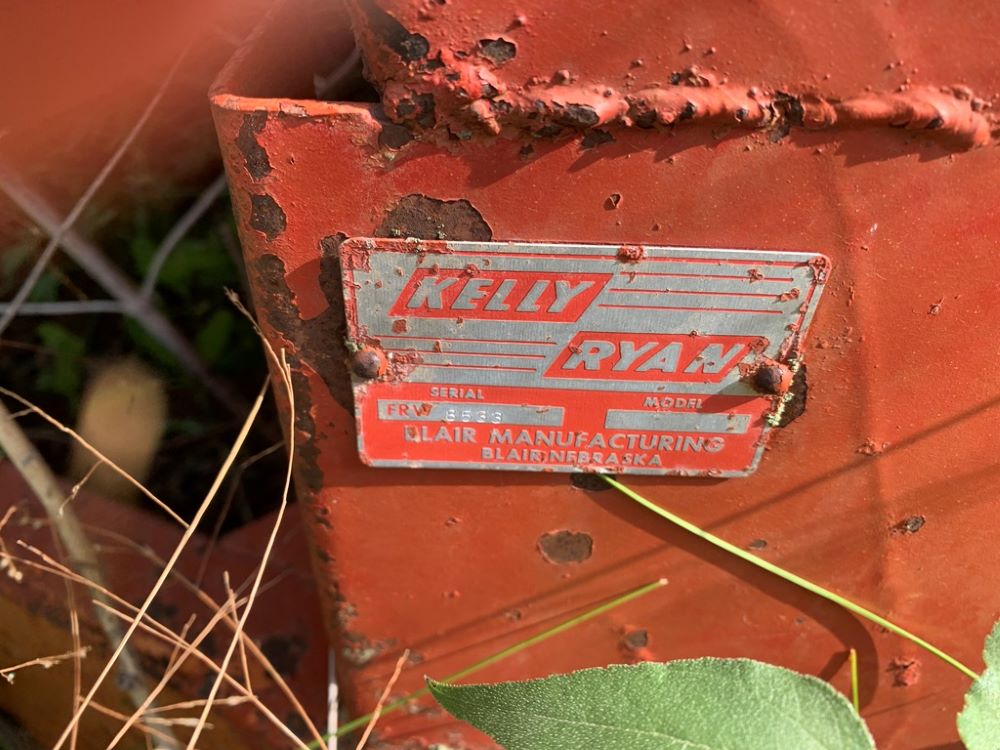 KELLY
RYAN
SERIAL MODEL
FRW 8533
BLAIR MANUFACTURING
BLAIR NEBRASKA